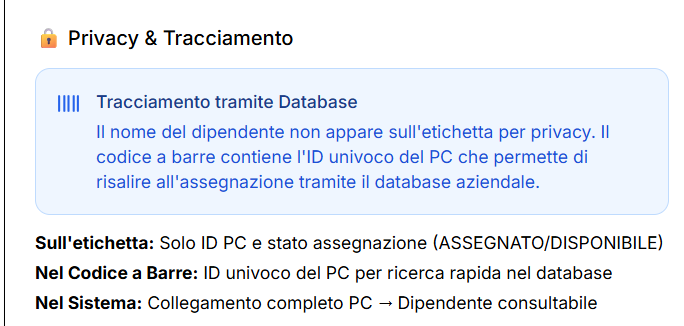 Privacy & Tracciamento
Tracciamento tramite Database
Il nome del dipendente non appare sull'etichetta per privacy. Il
codice a barre contiene l'ID univoco del PC che permette di
risalire all'assegnazione tramite il database aziendale.
Sull'etichetta: Solo ID PC e stato assegnazione (ASSEGNATO/DISPONIBILE)
Nel Codice a Barre: ID univoco del PC per ricerca rapida nel database
Nel Sistema: Collegamento completo PC → Dipendente consultabile